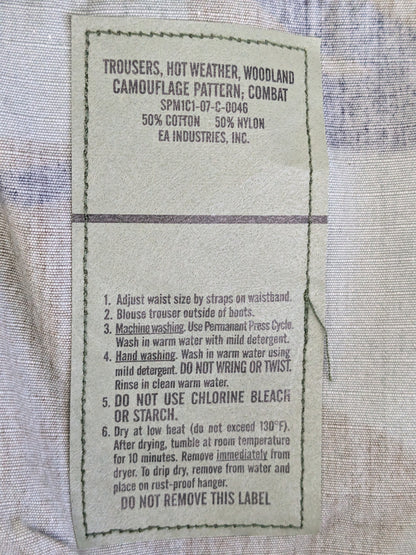 TROUSERS, HOT WEATHER, WOODLAND
CAMOUFLAGE PATTERN; COMBAT
SPM1C1-07-C-0046
50% COTTON 50% NYLON
EA INDUSTRIES, INC.
1. Adjust waist size by straps on waistband.
2. Blouse trouser outside of boots.
3. Machine washing. Use Permanent Press Cycle.
Wash in warm water with mild detergent.
4. Hand washing. Wash in warm water using
mild detergent. DO NOT WRING OR TWIST.
Rinse in clean warm water.
5. DO NOT USE CHLORINE BLEACH
OR STARCH.
6. Dry at low heat (do not exceed 130°F).
After drying, tumble at room temperature
for 10 minutes. Remove immediately from
dryer. To drip dry, remove from water and
place on rust-proof hanger.
DO NOT REMOVE THIS LABEL